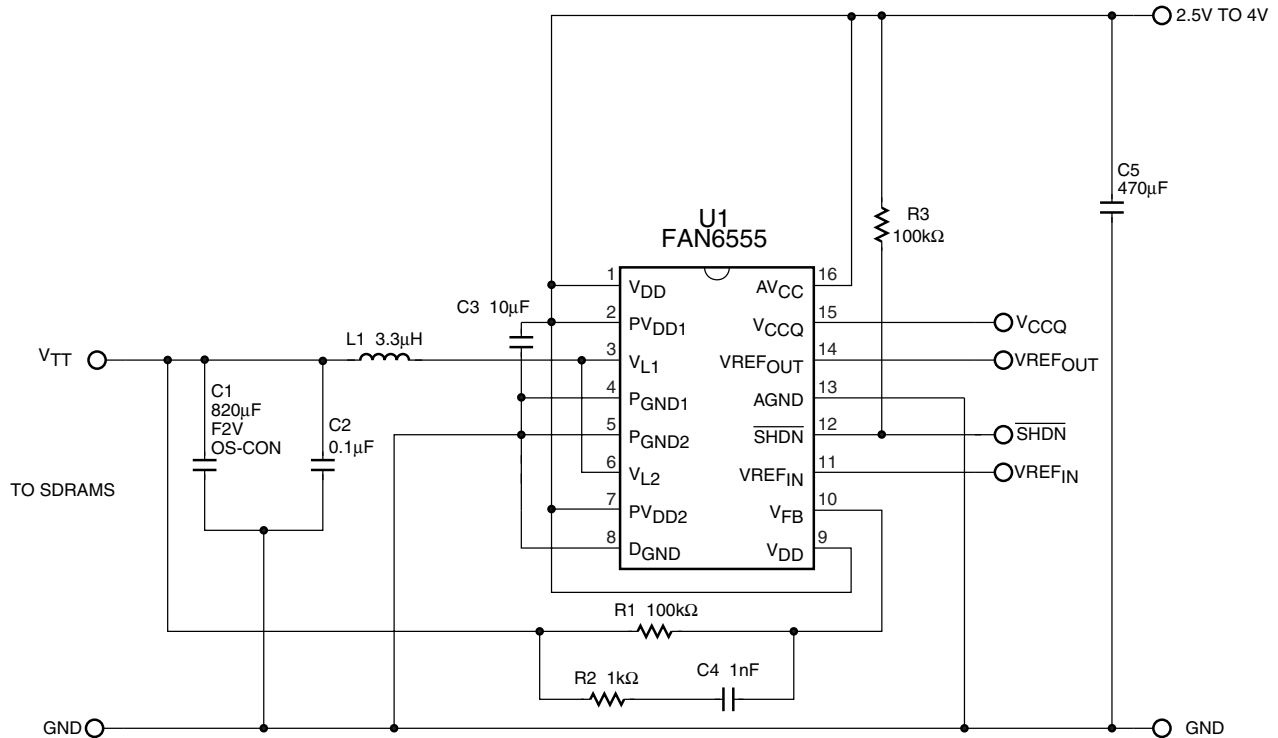 2.5V TO 4V
C5
470µF
R3
100kΩ
U1
FAN6555
1
VDD
AVCC
16
C3 10µF
2
PVDD1
VCCQ
15
VCCQ
L1 3.3µH
VTT
3
VL1
VREFOUT
14
VREFOUT
C1
820µF
F2V
OS-CON
4
PGND1
AGND
13
C2
0.1µF
5
PGND2
SHDN
12
SHDN
TO SDRAMS
6
VL2
VREFIN
11
VREFIN
7
PVDD2
VFB
10
8
DGND
VDD
9
R1 100kΩ
R2 1kΩ
C4 1nF
GND
GND